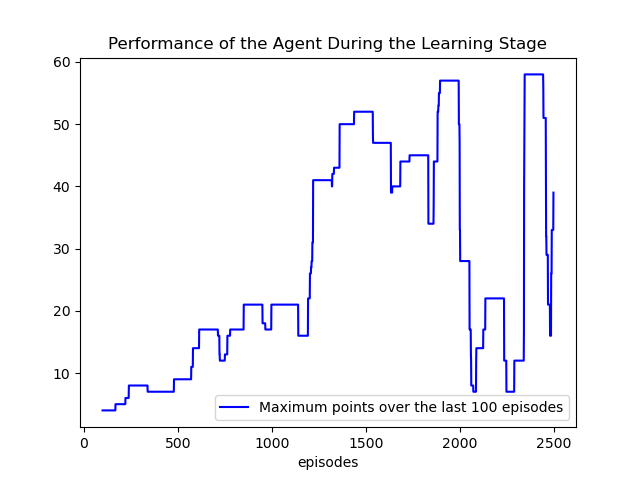 Performance of the Agent During the Learning Stage
60
50
40
30
20
10
Maximum points over the last 100 episodes
0 500 1000 1500 2000 2500
episodes